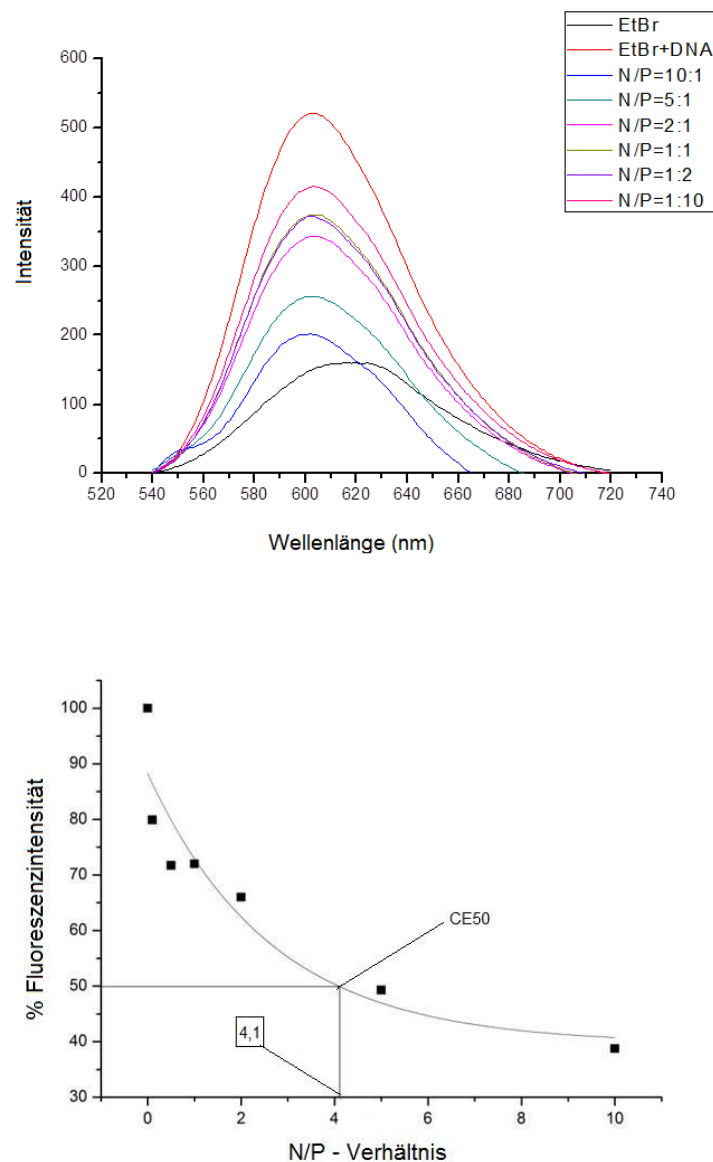 EtBr
EtBr+DNA
N/P=10:1
N/P=5:1
N/P=2:1
N/P=1:1
N/P=1:2
N/P=1:10
600
500
400
300
200
100
0
Intensität
520 540 560 580 600 620 640 660 680 700 720 740
Wellenlänge (nm)
100
90
80
70
60
50
40
30
% Fluoreszenzintensität
CE50
4,1
0 2 4 6 8 10
N/P - Verhältnis